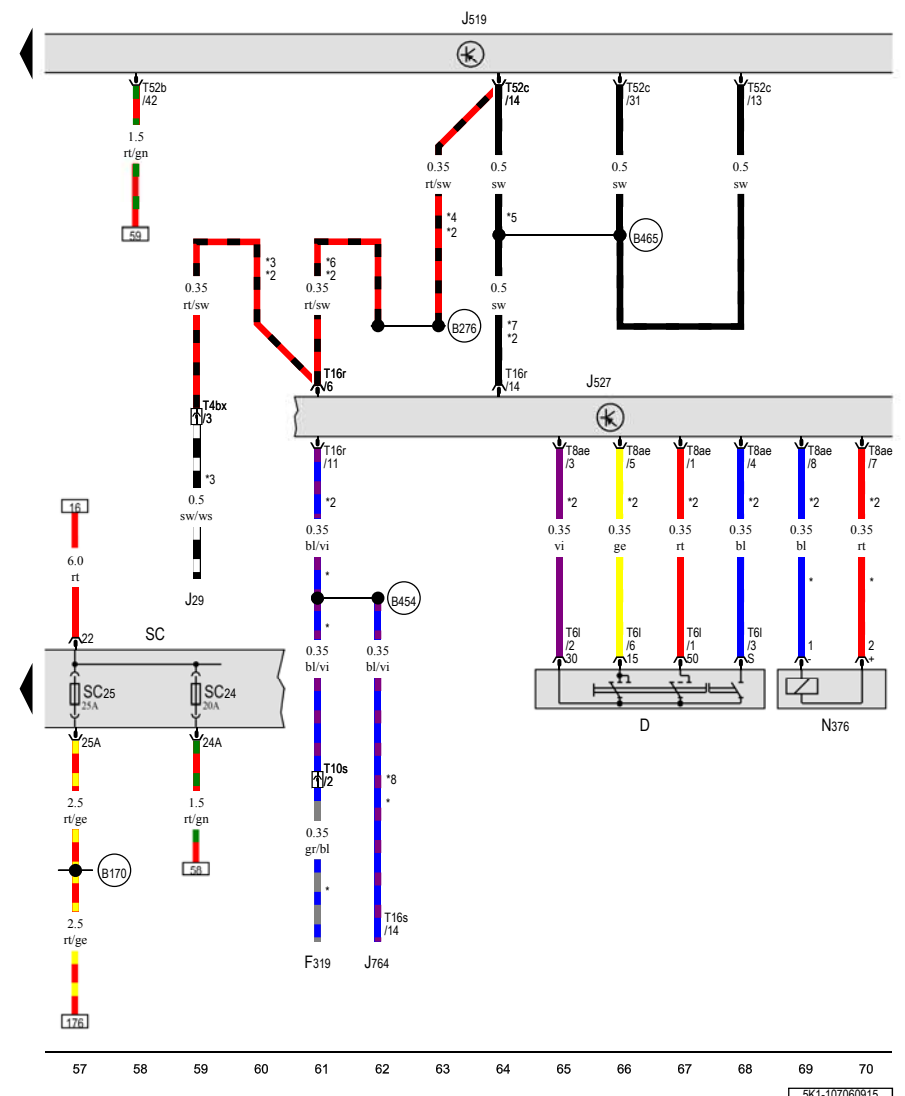 J519
T52b
/42
T52c
/14
T52c
/31
T52c
/13
1.5
rt/gn
0.35
rt/sw
0.5
sw
0.5
sw
0.5
sw
*4
*2
*5
59
B465
*3
*2
*6
*2
0.35
rt/sw
0.35
rt/sw
0.5
sw
B276
*7
*2
T16r
/6
T16r
/14
J527
T4bx
/3
T16r
/11
T8ae
/3
T8ae
/5
T8ae
/1
T8ae
/4
T8ae
/8
T8ae
/7
*3
*2
*2
*2
*2
*2
*2
*2
16
0.5
sw/ws
0.35
bl/vi
0.35
vi
0.35
ge
0.35
rt
0.35
bl
0.35
bl
0.35
rt
6.0
rt
*
*
*
J29
B454
22
SC
*
0.35
bl/vi
0.35
bl/vi
T6l
/2
30
T6l
/6
15
T6l
/1
50
T6l
/3
S
1
-
2
+
SC25
25A
SC24
20A
D
N376
25A
24A
T10s
/2
*8
*
2.5
rt/ge
1.5
rt/gn
0.35
gr/bl
B170
58
*
2.5
rt/ge
T16s
/14
F319
J764
176
57 58 59 60 61 62 63 64 65 66 67 68 69 70
5K1-107060915